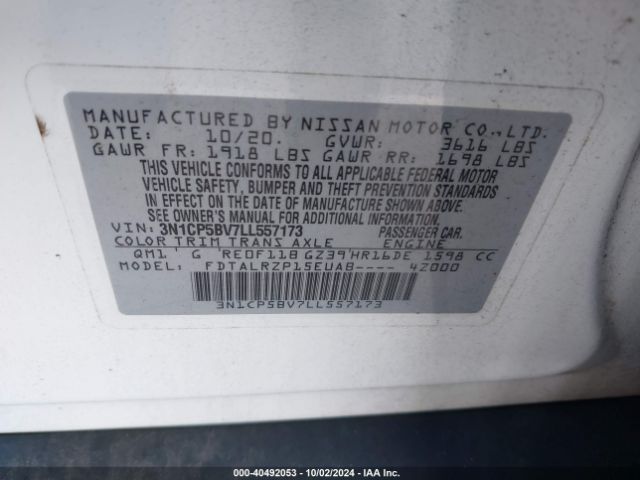 MANUFACTURED BY NISSAN MOTOR CO.,LTD.
DATE: 10/20. GVWR: 3616 LBS
GAWR FR: 1918 LBS GAWR RR: 1698 LBS
THIS VEHICLE CONFORMS TO ALL APPLICABLE FEDERAL MOTOR
VEHICLE SAFETY, BUMPER AND THEFT PREVENTION STANDARDS
IN EFFECT ON THE DATE OF MANUFACTURE SHOWN ABOVE.
SEE OWNER'S MANUAL FOR ADDITIONAL INFORMATION.
VIN: 3N1CP5BV7LL557173 PASSENGER CAR
COLOR TRIM TRANS AXLE ENGINE
QM1 G RE0F11B GZ39 HR16DE 1598 CC
FDTALRZP15EUAB---- 4Z000
3N1CP5BV7LL557173
000-40492053 - 10/02/2024 - IAA Inc.